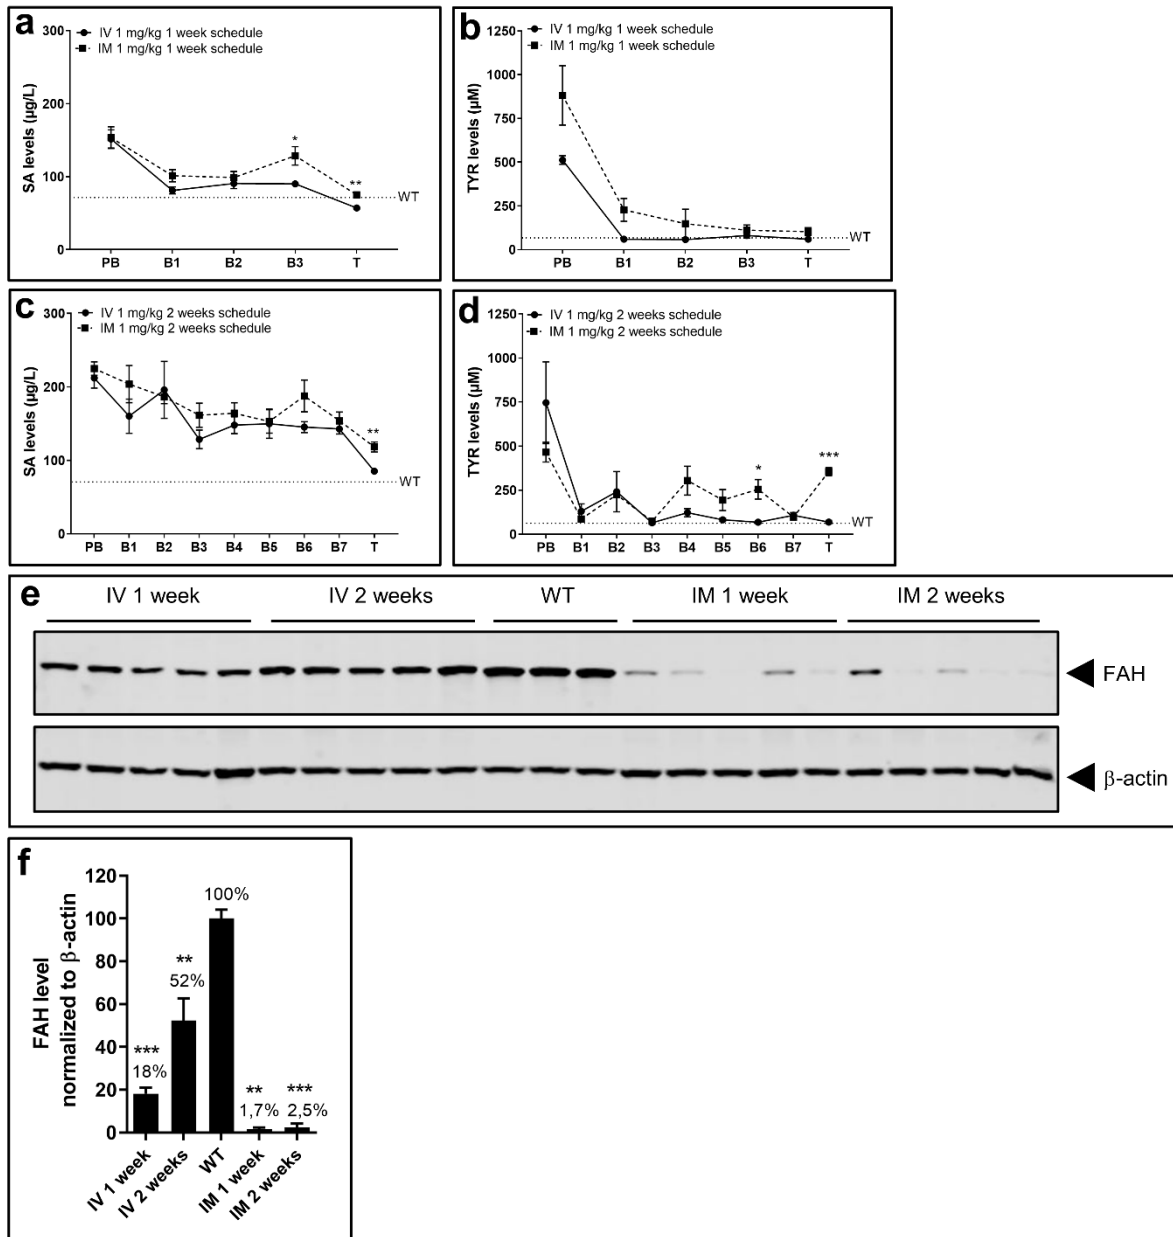 a
IV 1 mg/kg 1 week schedule
IM 1 mg/kg 1 week schedule
SA levels (µg/L)
300
200
100
0
*
**
WT
PB B1 B2 B3 T
b
IV 1 mg/kg 1 week schedule
IM 1 mg/kg 1 week schedule
TYR levels (µM)
1250
1000
750
500
250
0
WT
PB B1 B2 B3 T
c
IV 1 mg/kg 2 weeks schedule
IM 1 mg/kg 2 weeks schedule
SA levels (µg/L)
300
200
100
0
**
WT
PB B1 B2 B3 B4 B5 B6 B7 T
d
IV 1 mg/kg 2 weeks schedule
IM 1 mg/kg 2 weeks schedule
TYR levels (µM)
1250
1000
750
500
250
0
*
***
WT
PB B1 B2 B3 B4 B5 B6 B7 T
e
IV 1 week IV 2 weeks WT IM 1 week IM 2 weeks
FAH
β-actin
f
FAH level
normalized to β-actin
120
100
80
60
40
20
0
***
18%
**
52%
100%
**
1,7%
***
2,5%
IV 1 week
IV 2 weeks
WT
IM 1 week
IM 2 weeks